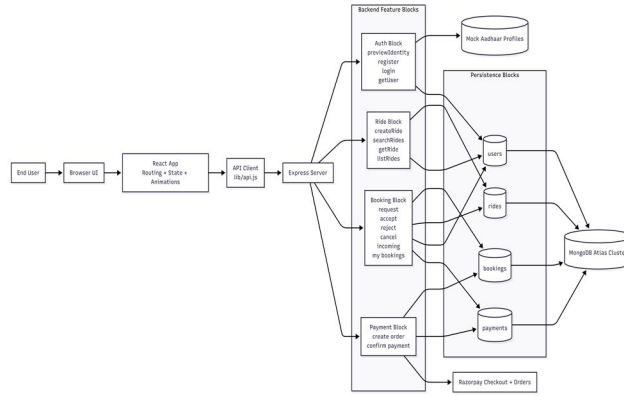 Backend Feature Blocks
Auth Block
previewIdentity
register
login
getUser
Mock Aadhaar Profiles
Persistence Blocks
Ride Block
createRide
searchRides
getRide
listRides
users
End User
Browser UI
React App
Routing + State +
Animations
API Client
lib/api.js
Express Server
Booking Block
request
accept
reject
cancel
incoming
my bookings
rides
bookings
MongoDB Atlas Cluster
Payment Block
create order
confirm payment
payments
Razorpay Checkout + Orders